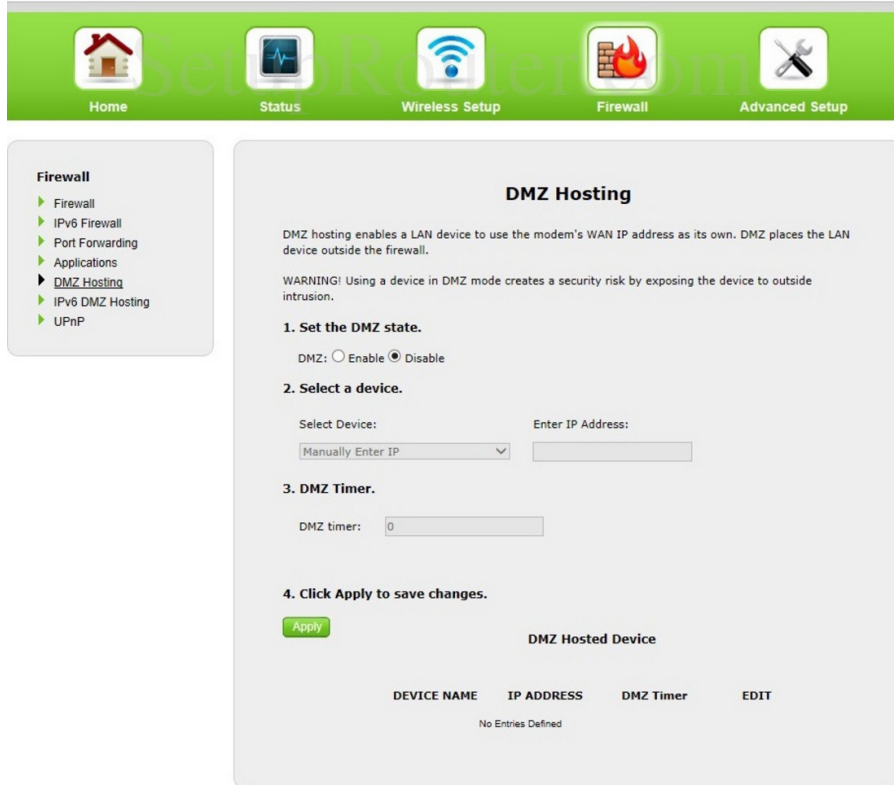 SetupRouter.com
Home Status Wireless Setup Firewall Advanced Setup
Firewall
Firewall
IPv6 Firewall
Port Forwarding
Applications
DMZ Hosting
IPv6 DMZ Hosting
UPnP
DMZ Hosting
DMZ hosting enables a LAN device to use the modem's WAN IP address as its own. DMZ places the LAN
device outside the firewall.
WARNING! Using a device in DMZ mode creates a security risk by exposing the device to outside
intrusion.
1. Set the DMZ state.
DMZ: Enable Disable
2. Select a device.
Select Device: Enter IP Address:
Manually Enter IP
3. DMZ Timer.
DMZ timer: 0
4. Click Apply to save changes.
Apply
DMZ Hosted Device
DEVICE NAME IP ADDRESS DMZ Timer EDIT
No Entries Defined